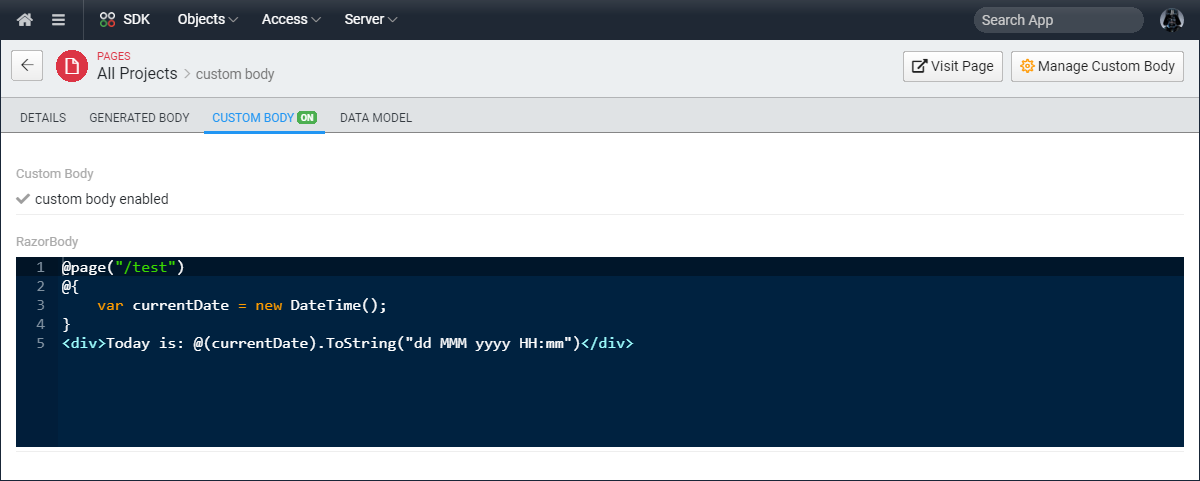 SDK Objects Access Server Search App
PAGES
All Projects > custom body
Visit Page Manage Custom Body
DETAILS GENERATED BODY CUSTOM BODY ON DATA MODEL
Custom Body
custom body enabled
RazorBody
1 @page("/test")
2 @{
3     var currentDate = new DateTime();
4 }
5 <div>Today is: @(currentDate).ToString("dd MMM yyyy HH:mm")</div>